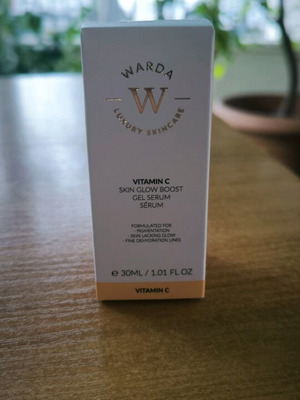 WARDA
W
LUXURY SKINCARE
VITAMIN C
SKIN GLOW BOOST
GEL SERUM
SÉRUM
FORMULATED FOR
- PIGMENTATION
- SKIN LACKING GLOW
- FINE DEHYDRATION LINES
℮ 30ML / 1.01 FL OZ
VITAMIN C